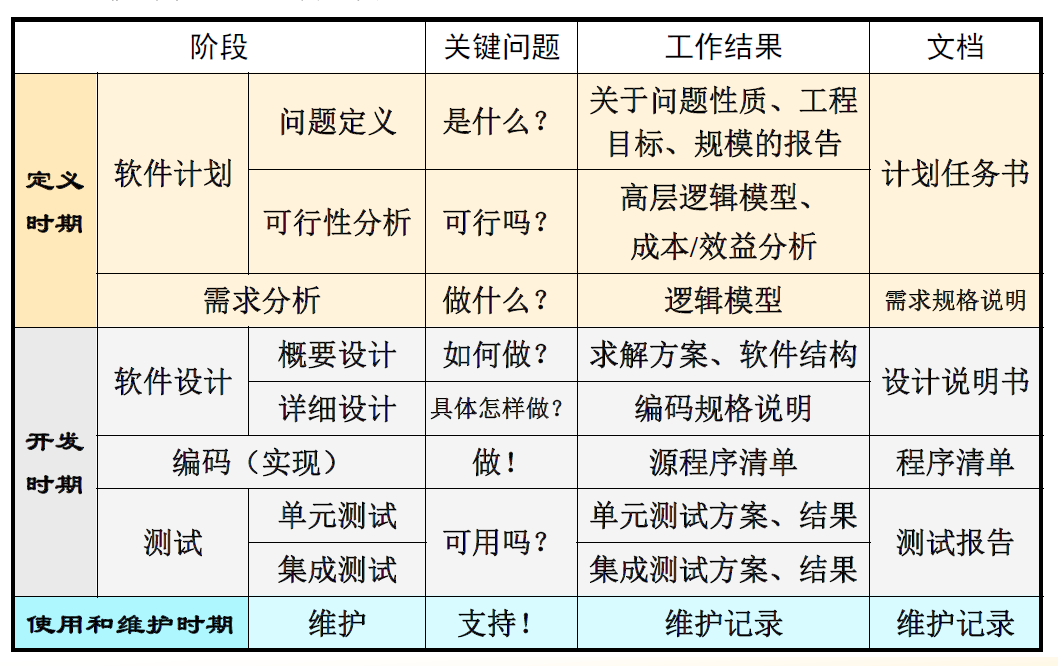 阶段 关键问题 工作结果 文档
定义
时期
软件计划
问题定义 是什么？ 关于问题性质、工程
目标、规模的报告
计划任务书
可行性分析 可行吗？ 高层逻辑模型、
成本/效益分析
需求分析 做什么？ 逻辑模型 需求规格说明
开发
时期
软件设计
概要设计 如何做？ 求解方案、软件结构
设计说明书
详细设计 具体怎样做？ 编码规格说明
编码（实现） 做！ 源程序清单 程序清单
测试
单元测试 可用吗？ 单元测试方案、结果
测试报告
集成测试 集成测试方案、结果
使用和维护时期 维护 支持！ 维护记录 维护记录